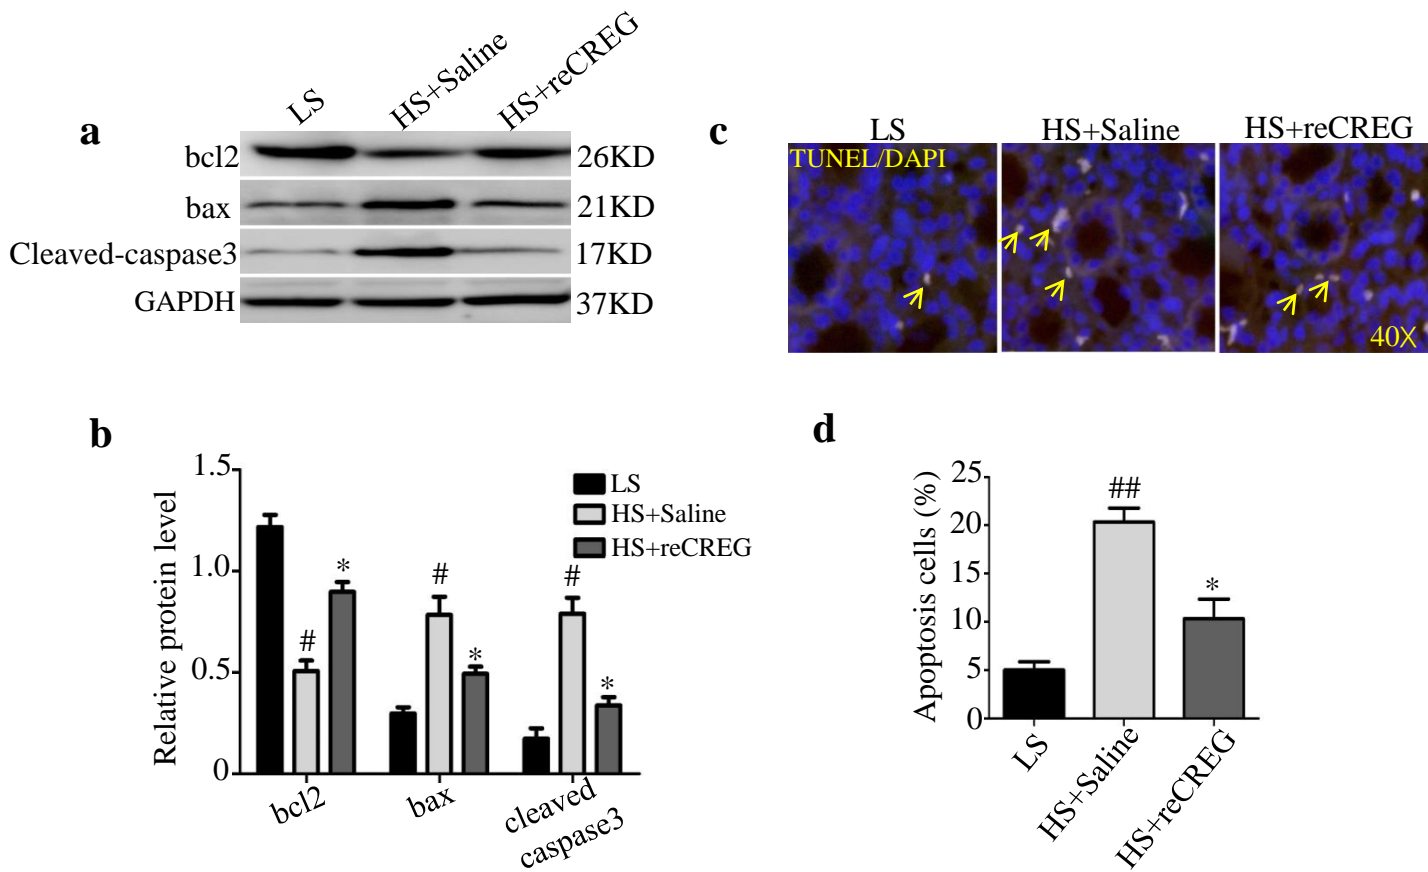 a
LS
HS+Saline
HS+reCREG
bcl2
26KD
bax
21KD
Cleaved-caspase3
17KD
GAPDH
37KD
c
LS
HS+Saline
HS+reCREG
TUNEL/DAPI
40X
b
Relative protein level
1.5
1.0
0.5
0
LS
HS+Saline
HS+reCREG
#
*
#
*
#
*
bcl2
bax
cleaved
caspase3
d
Apoptosis cells (%)
25
20
15
10
5
0
##
*
LS
HS+Saline
HS+reCREG